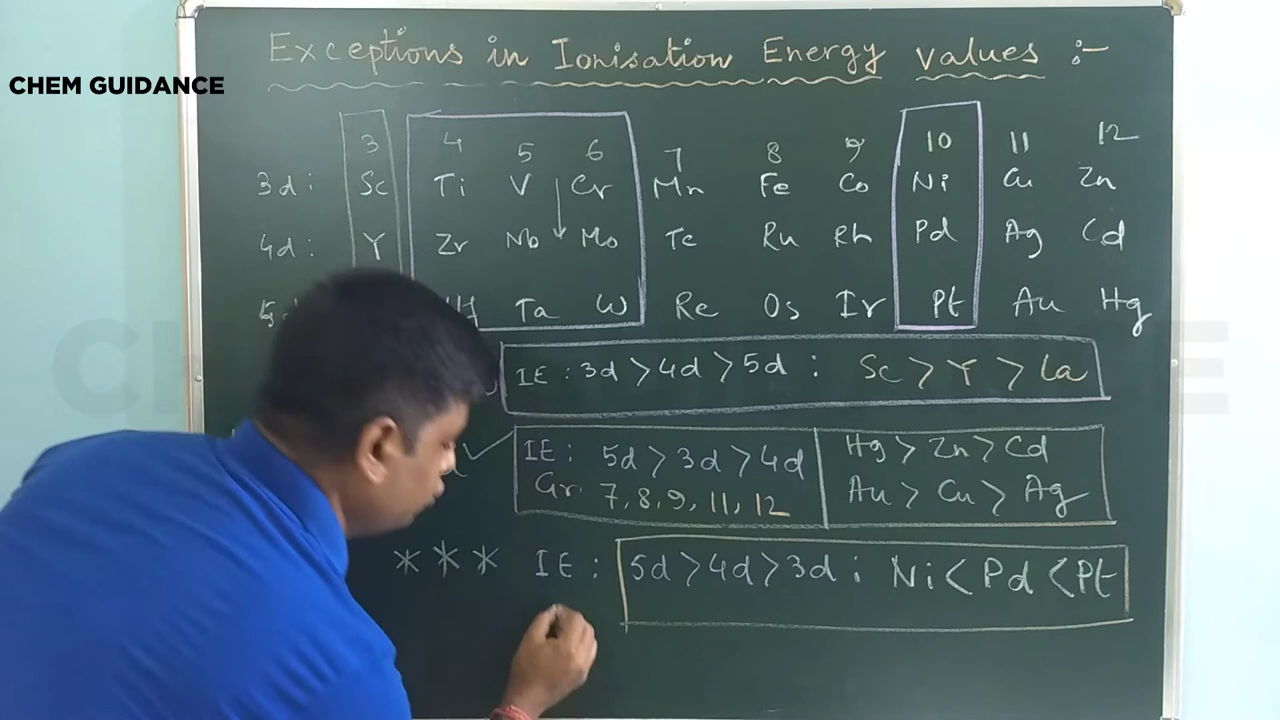 Exceptions in Ionisation Energy values :-
CHEM GUIDANCE
3 4 5 6 7 8 9 10 11 12
3d: Sc Ti V Cr Mn Fe Co Ni Cu Zn
4d: Y Zr Nb Mo Tc Ru Rh Pd Ag Cd
5d Ta W Re Os Ir Pt Au Hg
IE : 3d > 4d > 5d : Sc > Y > La
IE : 5d > 3d > 4d
Gr. 7, 8, 9, 11, 12
Hg > Zn > Cd
Au > Cu > Ag
*** IE : 5d > 4d > 3d : Ni < Pd < Pt